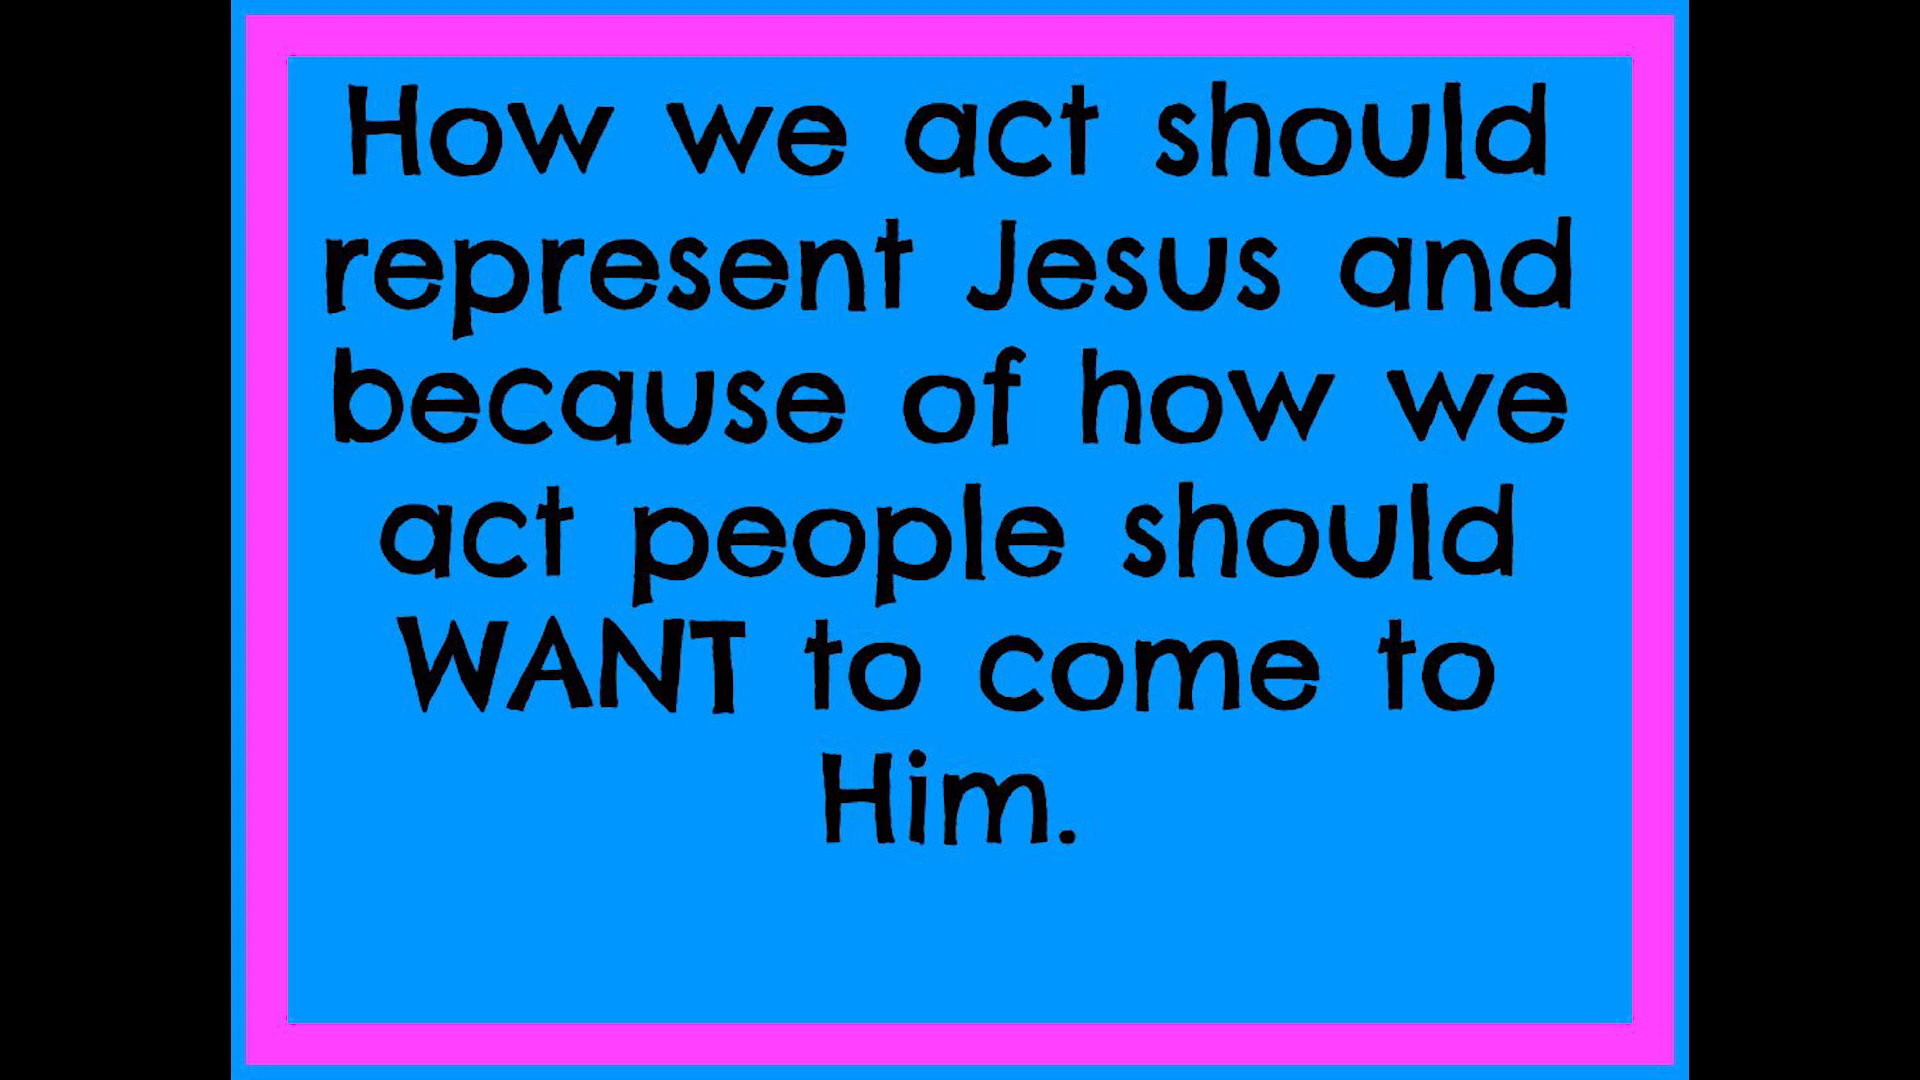 How we act should
represent Jesus and
because of how we
act people should
WANT to come to
Him.